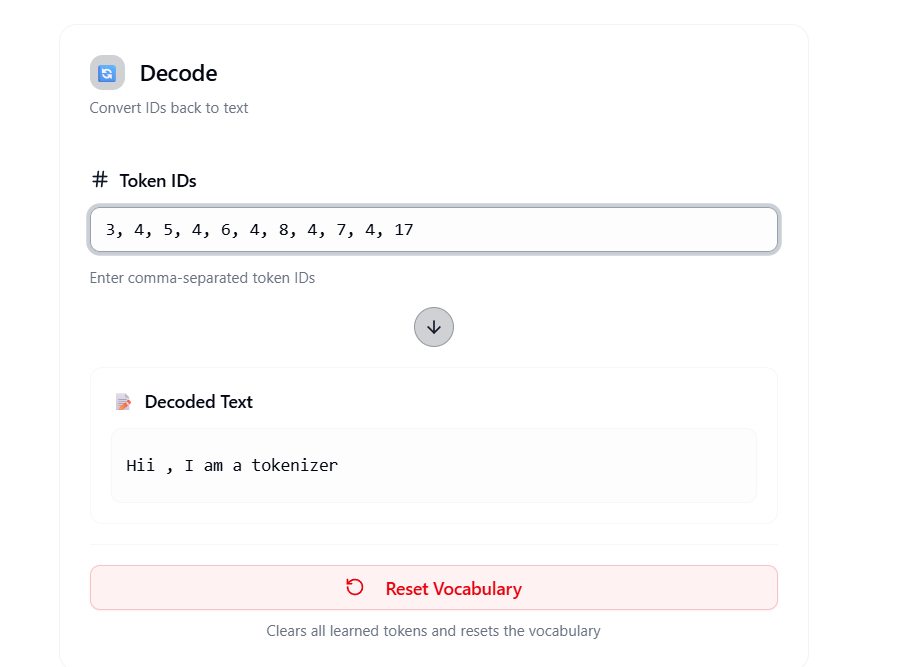 Decode
Convert IDs back to text
# Token IDs
3, 4, 5, 4, 6, 4, 8, 4, 7, 4, 17
Enter comma-separated token IDs
Decoded Text
Hii , I am a tokenizer
Reset Vocabulary
Clears all learned tokens and resets the vocabulary